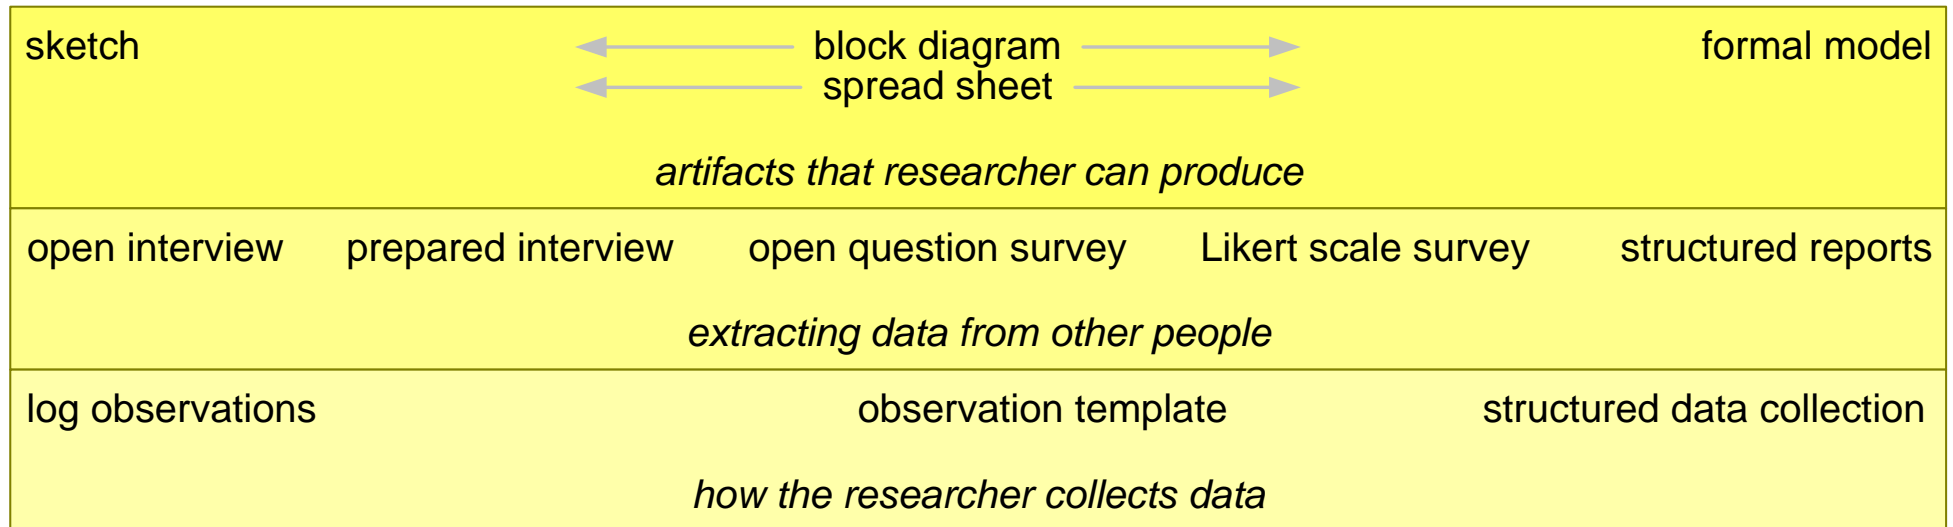 sketch block diagram formal model
spread sheet
artifacts that researcher can produce
open interview prepared interview open question survey Likert scale survey structured reports
extracting data from other people
log observations observation template structured data collection
how the researcher collects data